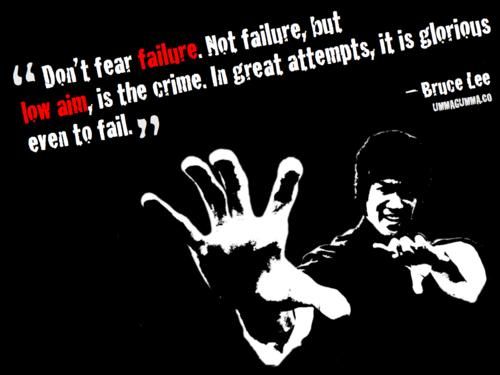 “ Don't fear failure. Not failure, but
low aim, is the crime. In great attempts, it is glorious
even to fail. ”
— Bruce Lee
UMMAGUMMA.CO